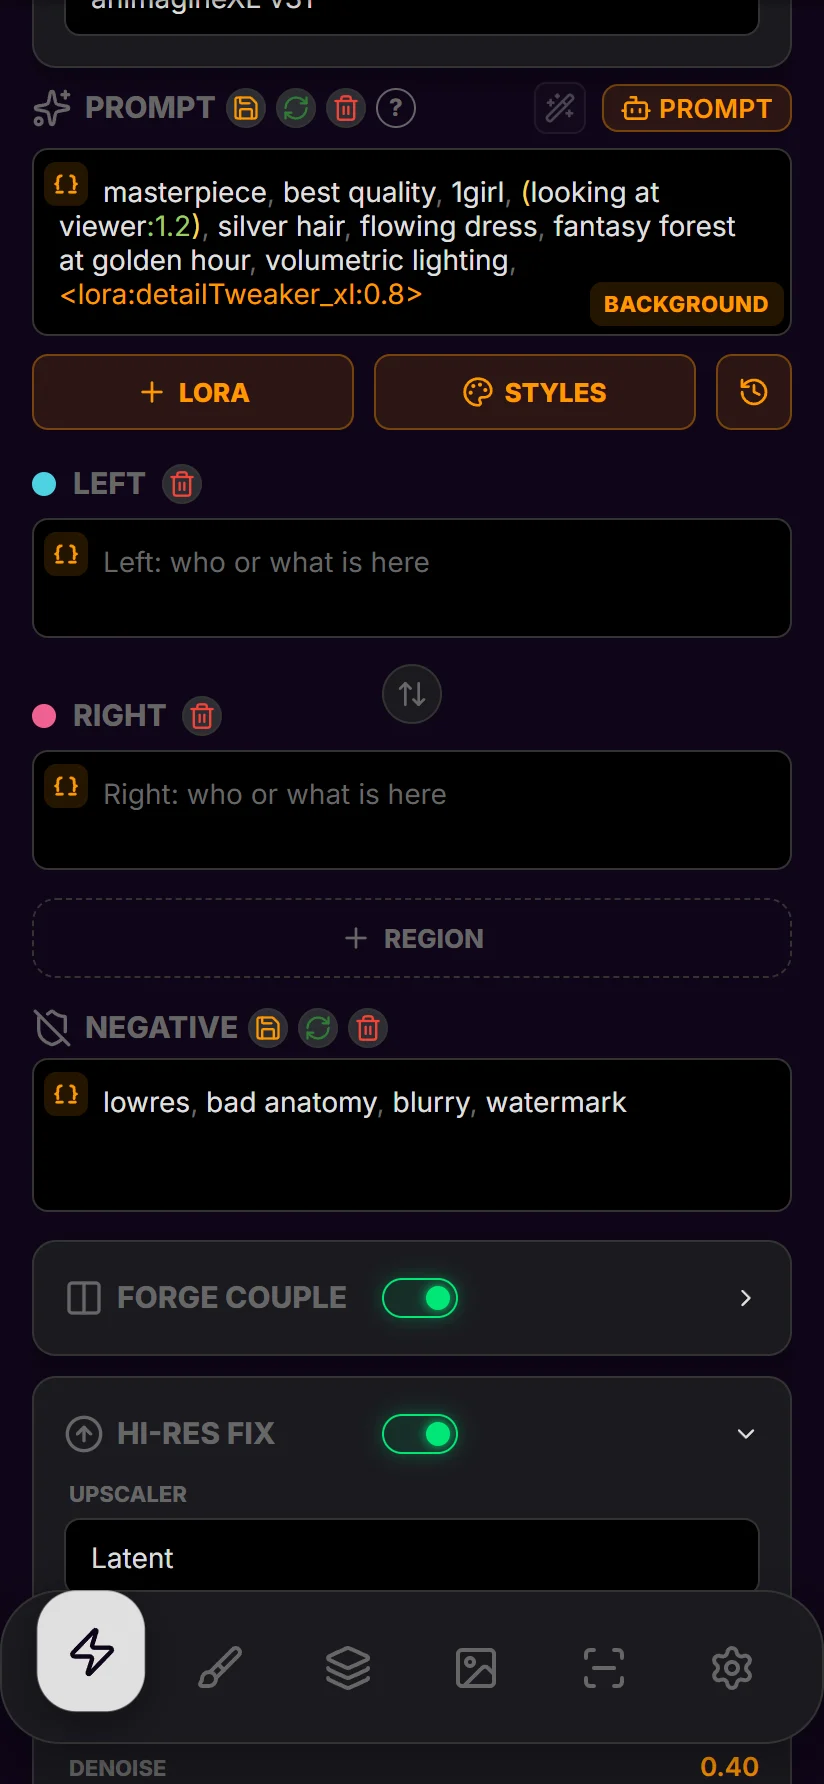 animagineXL v31
PROMPT
?
PROMPT
masterpiece, best quality, 1girl, (looking at
viewer:1.2), silver hair, flowing dress, fantasy forest
at golden hour, volumetric lighting,
<lora:detailTweaker_xl:0.8>
BACKGROUND
LORA
STYLES
LEFT
Left: who or what is here
RIGHT
Right: who or what is here
REGION
NEGATIVE
lowres, bad anatomy, blurry, watermark
FORGE COUPLE
HI-RES FIX
UPSCALER
Latent
DENOISE
0.40